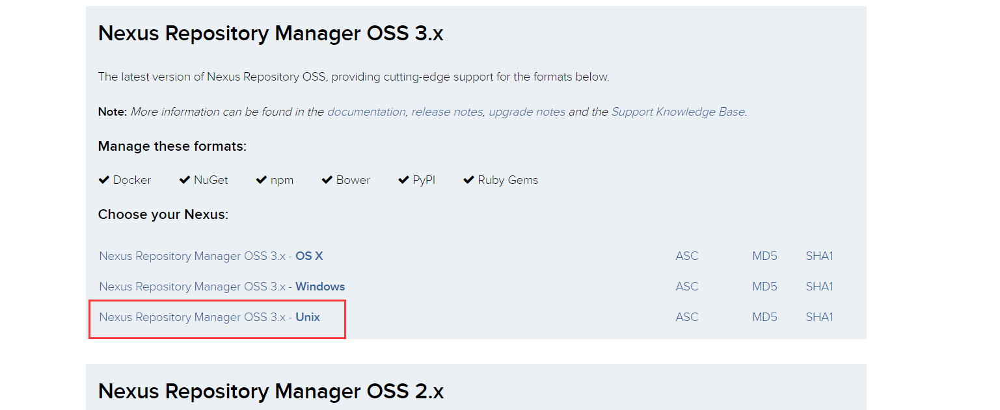 Nexus Repository Manager OSS 3.x
The latest version of Nexus Repository OSS, providing cutting-edge support for the formats below.
Note: More information can be found in the documentation, release notes, upgrade notes and the Support Knowledge Base.
Manage these formats:
✔ Docker ✔ NuGet ✔ npm ✔ Bower ✔ PyPI ✔ Ruby Gems
Choose your Nexus:
Nexus Repository Manager OSS 3.x - OS X ASC MD5 SHA1
Nexus Repository Manager OSS 3.x - Windows ASC MD5 SHA1
Nexus Repository Manager OSS 3.x - Unix ASC MD5 SHA1
Nexus Repository Manager OSS 2.x